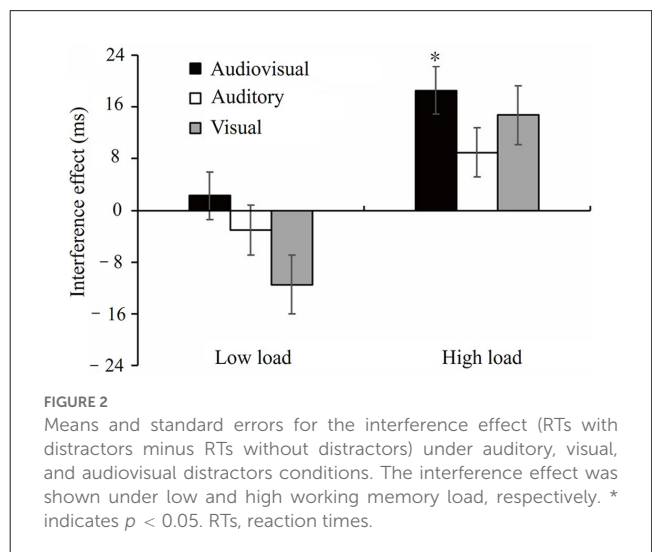 24
16
8
0
− 8
− 16
− 24
Interference effect (ms)
Audiovisual
Auditory
Visual
*
Low load
High load
FIGURE 2
Means and standard errors for the interference effect (RTs with
distractors minus RTs without distractors) under auditory, visual,
and audiovisual distractors conditions. The interference effect was
shown under low and high working memory load, respectively. *
indicates p < 0.05. RTs, reaction times.